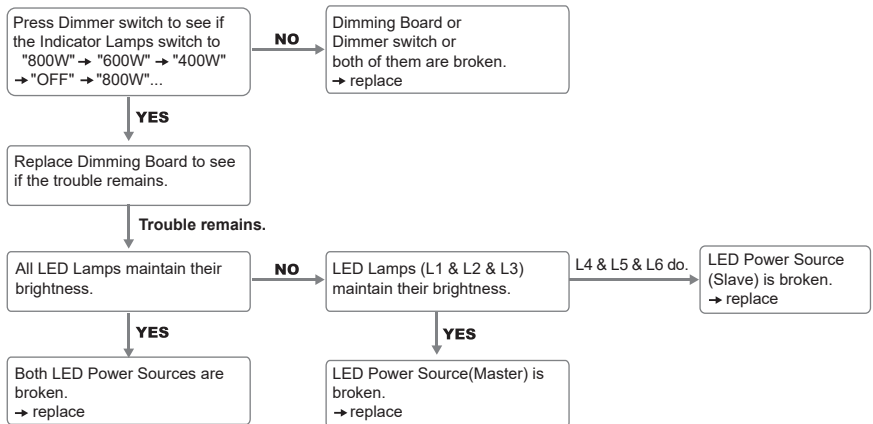 Press Dimmer switch to see if
the Indicator Lamps switch to
"800W" → "600W" → "400W"
→ "OFF" → "800W"...
NO
Dimming Board or
Dimmer switch or
both of them are broken.
→ replace
YES
Replace Dimming Board to see
if the trouble remains.
Trouble remains.
All LED Lamps maintain their
brightness.
NO
LED Lamps (L1 & L2 & L3)
maintain their brightness.
L4 & L5 & L6 do.
LED Power Source
(Slave) is broken.
→ replace
YES
Both LED Power Sources are
broken.
→ replace
YES
LED Power Source(Master) is
broken.
→ replace